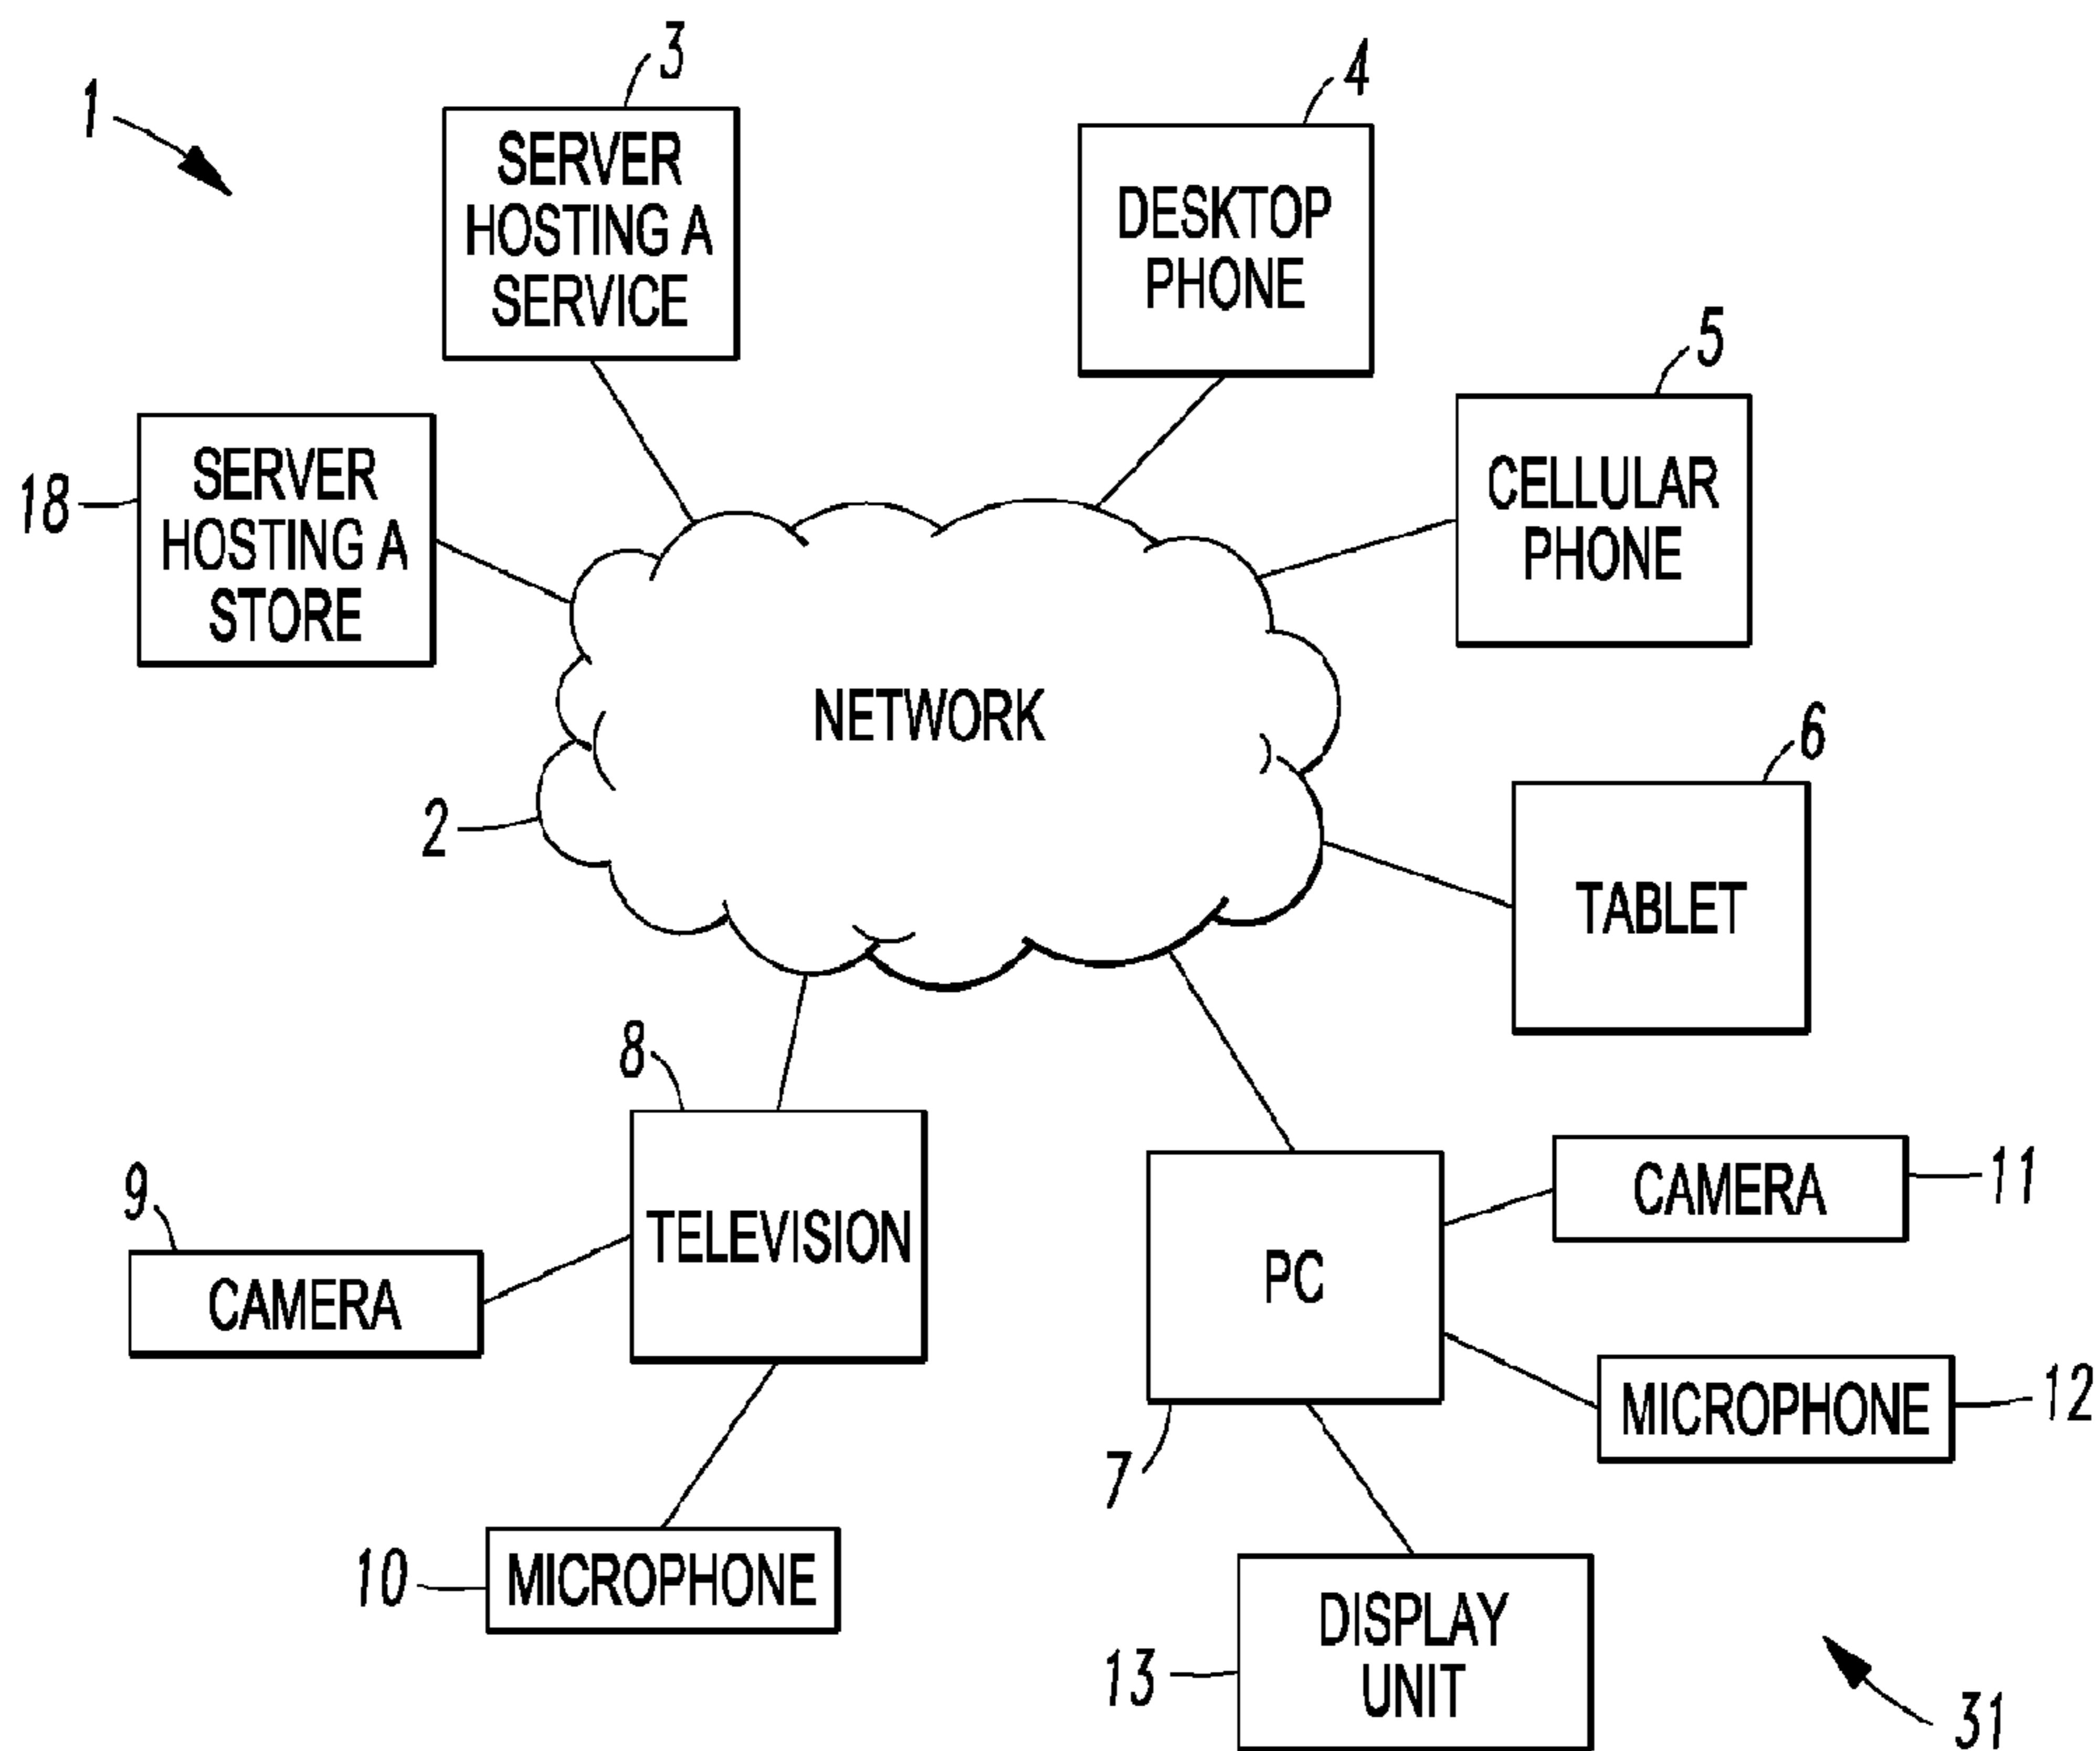 1
3
SERVER
HOSTING A
SERVICE
4
DESKTOP
PHONE
5
CELLULAR
PHONE
18
SERVER
HOSTING A
STORE
NETWORK
2
6
TABLET
8
TELEVISION
9
CAMERA
10
MICROPHONE
PC
7
CAMERA
11
MICROPHONE
12
DISPLAY
UNIT
13
31